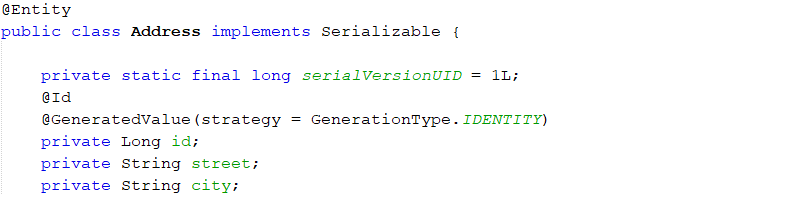 @Entity
public class Address implements Serializable {
    private static final long serialVersionUID = 1L;
    @Id
    @GeneratedValue(strategy = GenerationType.IDENTITY)
    private Long id;
    private String street;
    private String city;